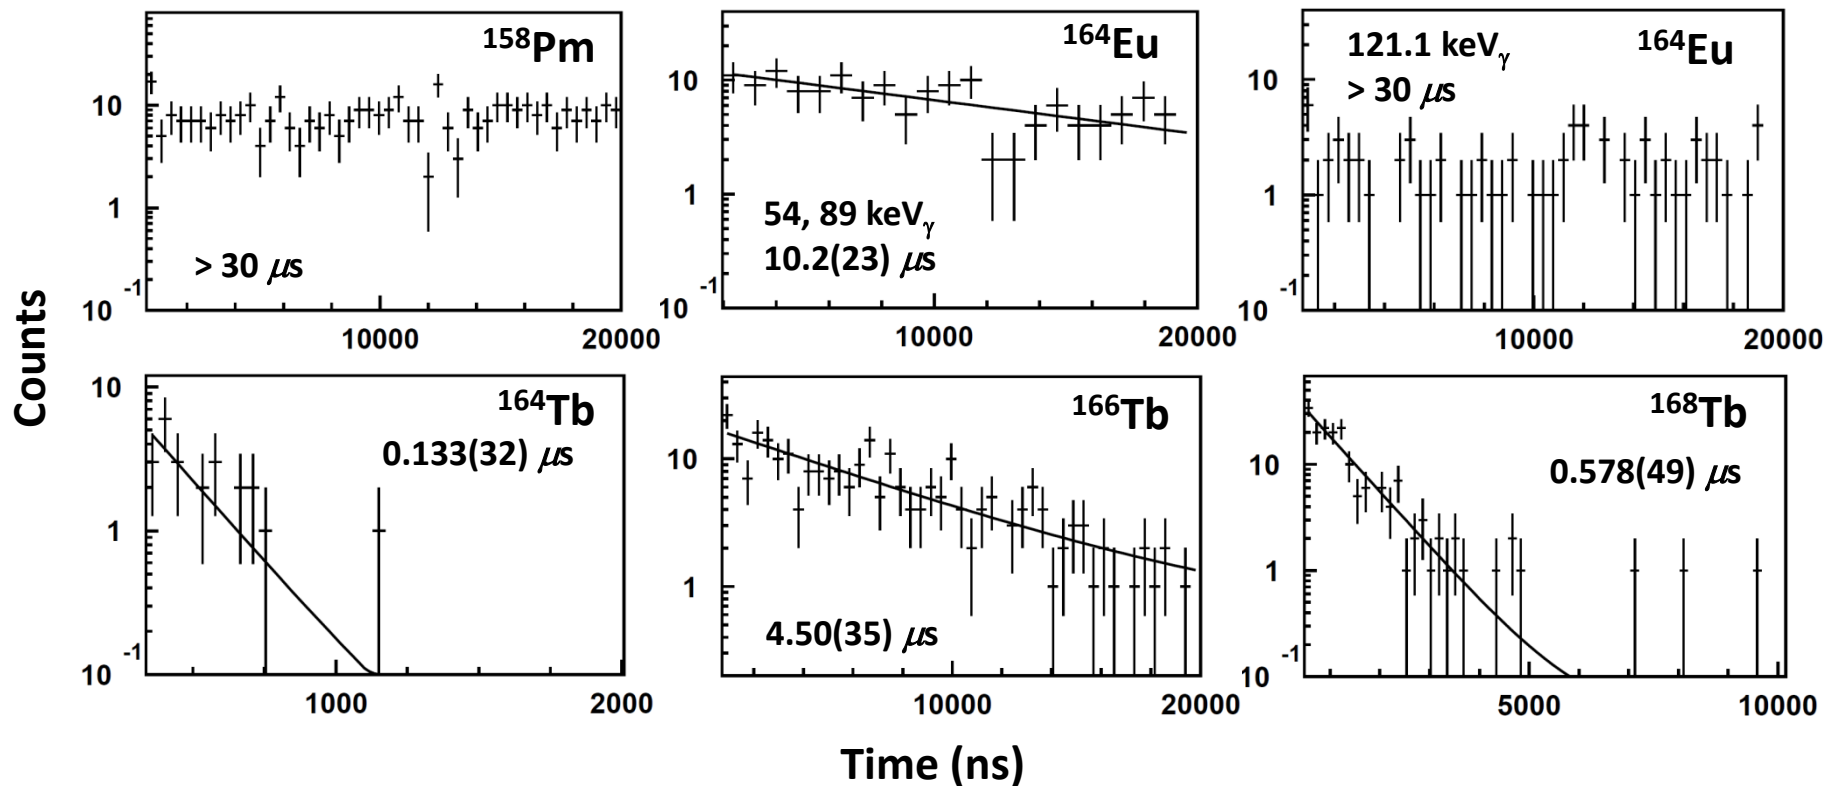 Counts
10
1
10⁻¹
¹⁵⁸Pm
> 30 μs
10000
20000
10
1
10⁻¹
¹⁶⁴Eu
54, 89 keVᵧ
10.2(23) μs
10000
20000
10
1
10⁻¹
121.1 keVᵧ
¹⁶⁴Eu
> 30 μs
10000
20000
10
1
10⁻¹
¹⁶⁴Tb
0.133(32) μs
1000
2000
10
1
¹⁶⁶Tb
4.50(35) μs
10000
20000
10
1
10⁻¹
¹⁶⁸Tb
0.578(49) μs
5000
10000
Time (ns)